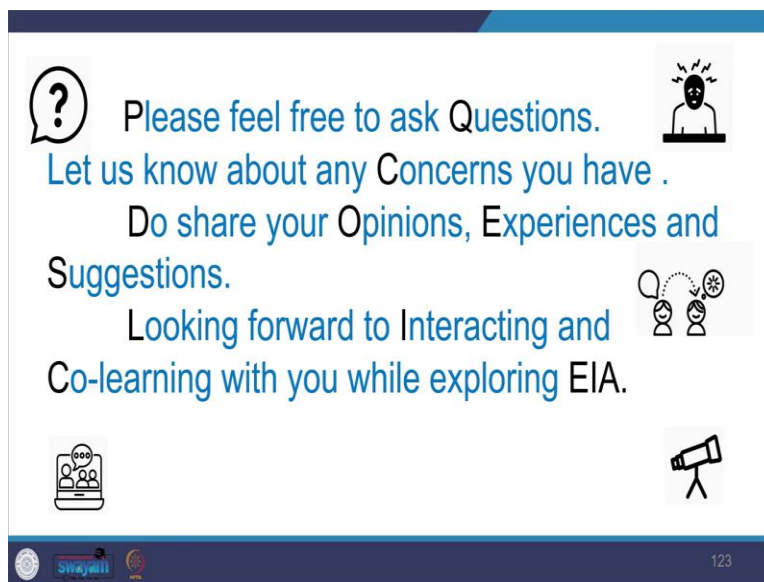 Please feel free to ask Questions.
Let us know about any Concerns you have .
Do share your Opinions, Experiences and
Suggestions.
Looking forward to Interacting and
Co-learning with you while exploring EIA.
swayam
123